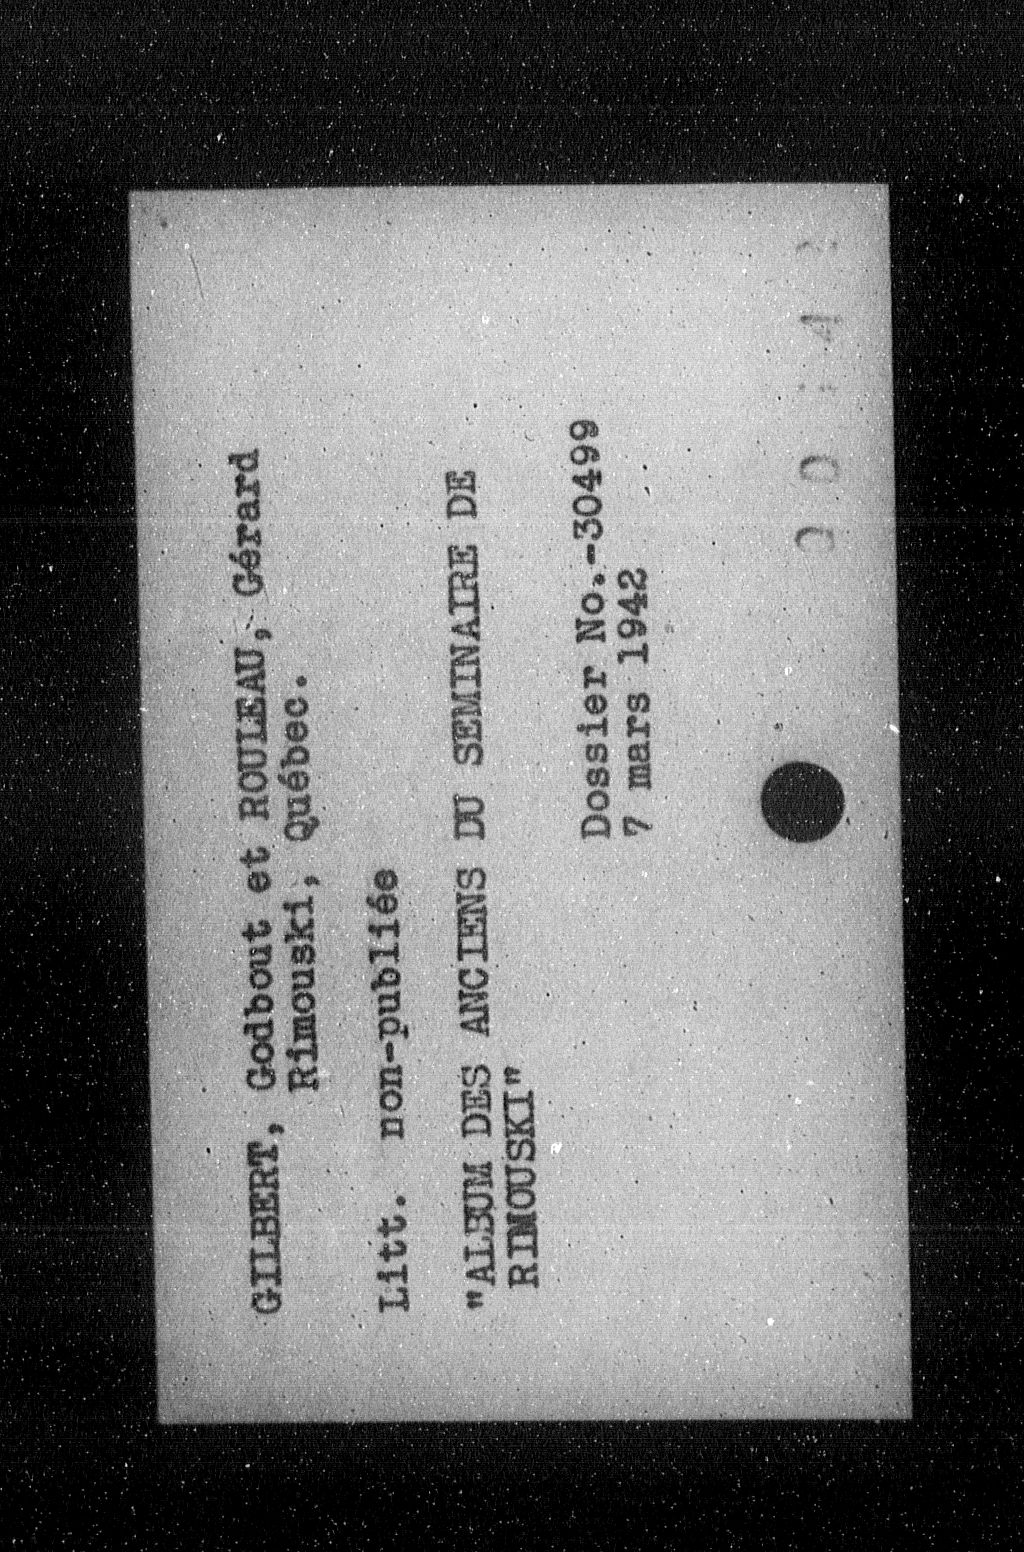 GILBERT, Godbout et ROULEAU, Gérard
Rimouski, Québec.
Litt. non-publiée
"ALBUM DES ANCIENS DU SEMINAIRE DE
RIMOUSKI"
Dossier No.-30499
7 mars 1942